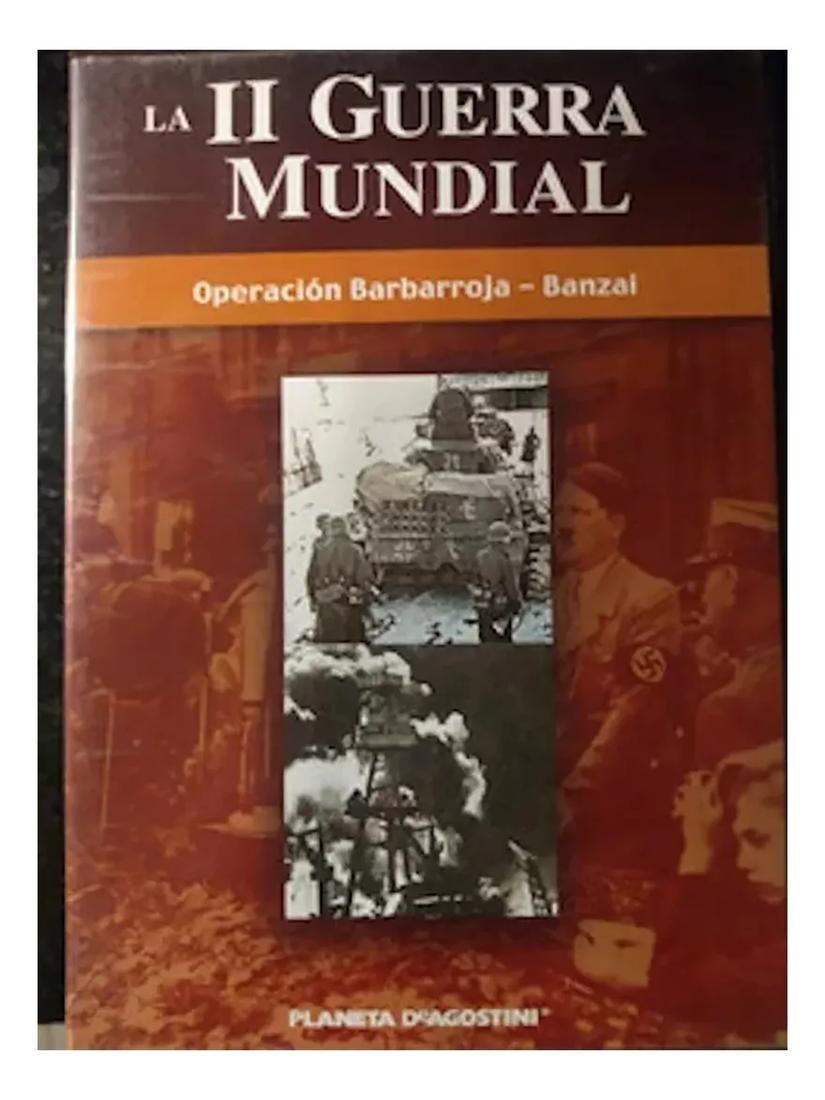 LA II GUERRA
MUNDIAL
Operación Barbarroja – Banzai
PLANETA DEAGOSTINI®